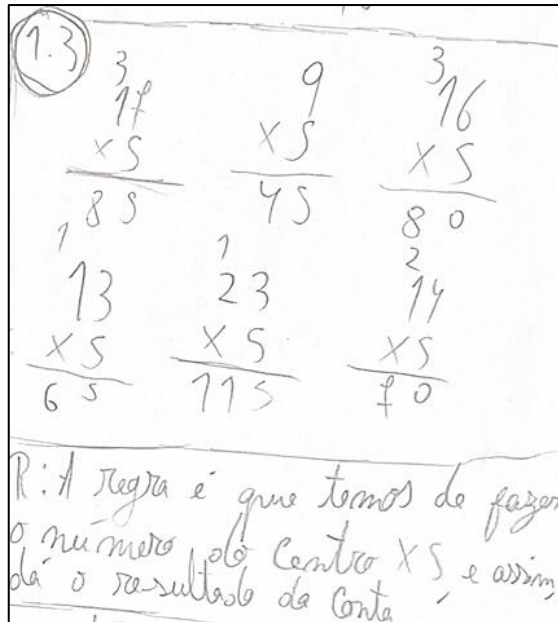 1.3
3 3
17 9 16
x5 x5 x5
85 45 80
1 1 2
13 23 14
x5 x5 x5
65 115 70
R: A regra é que temos de fazer
o número do centro x5, e assim,
dá o resultado da conta